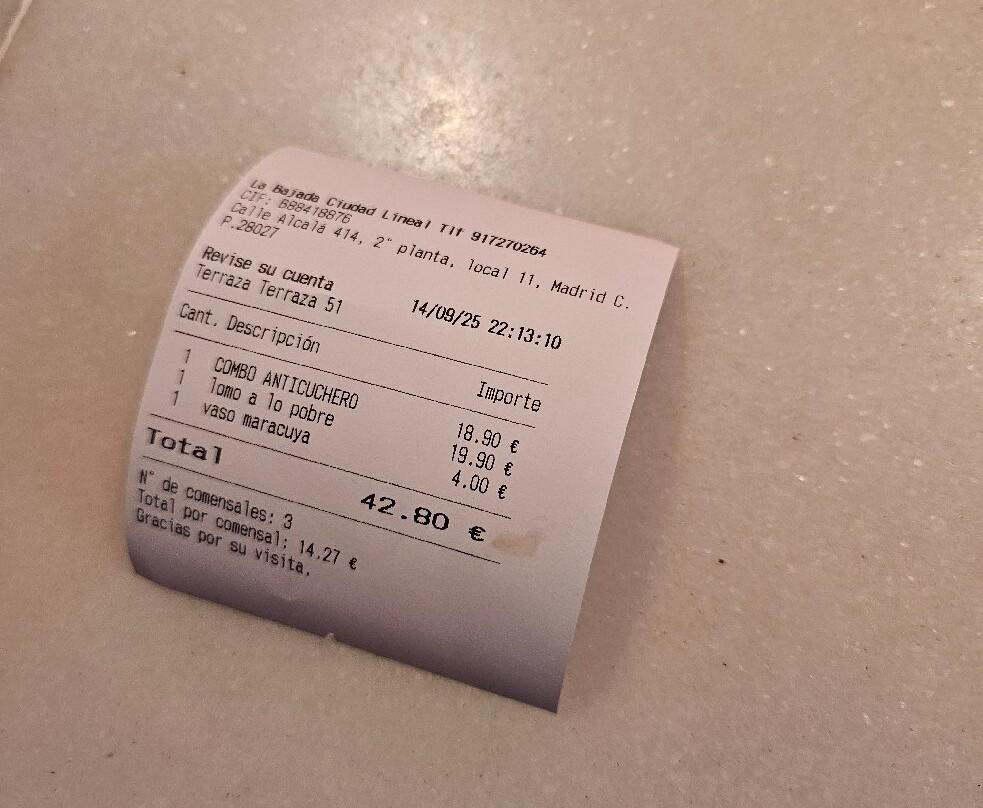 La Bajada Ciudad Lineal Tlf 917270264
CIF: B88418876
Calle Alcalá 414, 2ª planta, local 11, Madrid C.
P.28027
Revise su cuenta
Terraza Terraza 51 14/09/25 22:13:10
Cant. Descripción Importe
1 COMBO ANTICUCHERO 18.90 €
1 lomo a lo pobre 19.90 €
1 vaso maracuya 4.00 €
Total 42.80 €
N° de comensales: 3
Total por comensal: 14.27 €
Gracias por su visita.